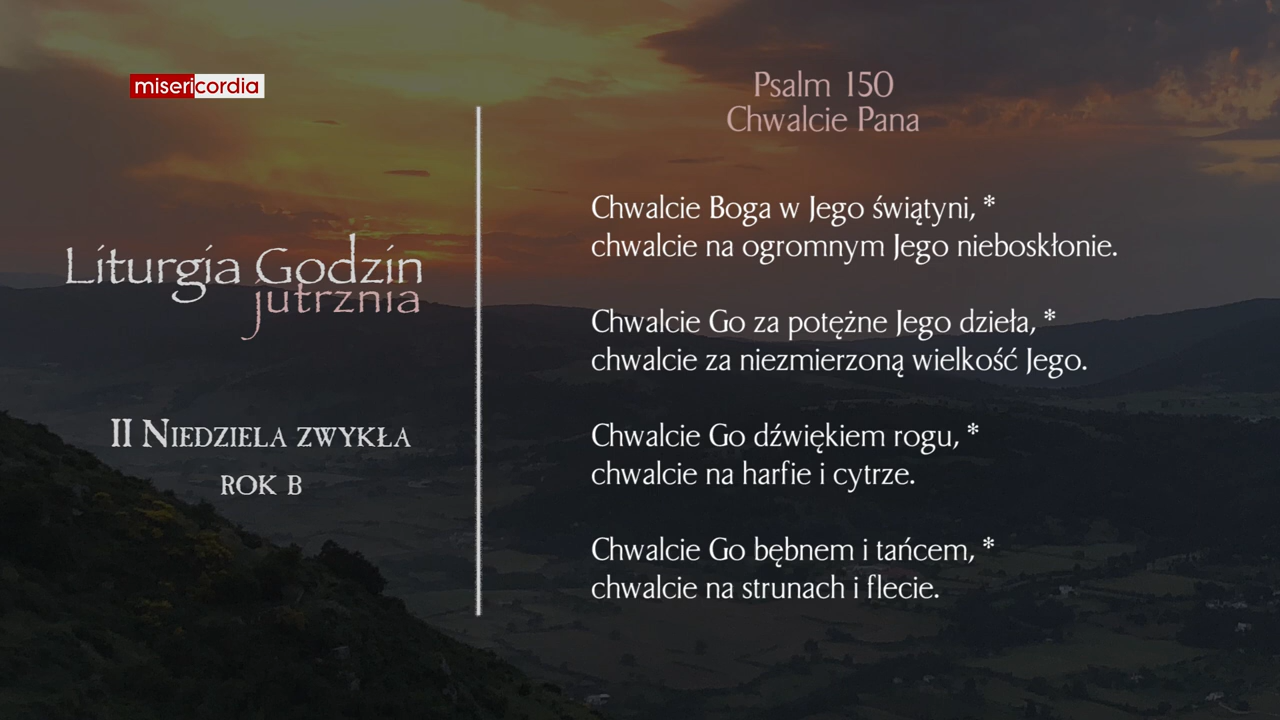 misericordia
Liturgia Godzin
jutrznia
II Niedziela zwykła
rok B
Psalm 150
Chwalcie Pana
Chwalcie Boga w Jego świątyni, *
chwalcie na ogromnym Jego nieboskłonie.
Chwalcie Go za potężne Jego dzieła, *
chwalcie za niezmierzoną wielkość Jego.
Chwalcie Go dźwiękiem rogu, *
chwalcie na harfie i cytrze.
Chwalcie Go bębnem i tańcem, *
chwalcie na strunach i flecie.